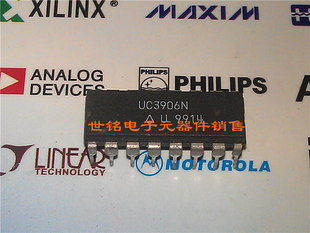 XILINX
MAXIM
ANALOG
DEVICES
PHILIPS
PHILIPS
UC3906N
9914
世铭电子元器件销售
LINEAR
TECHNOLOGY
MOTOROLA